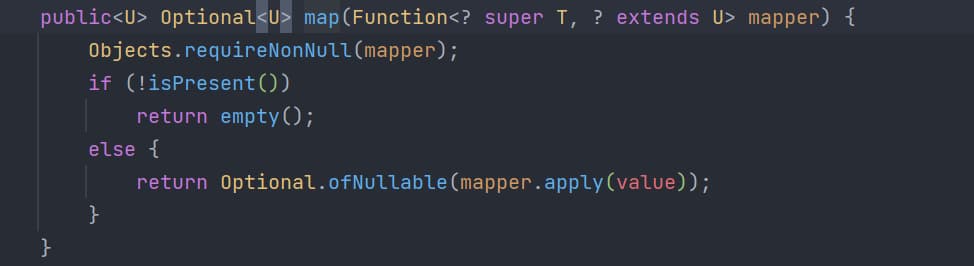 public<U> Optional<U> map(Function<? super T, ? extends U> mapper) {
    Objects.requireNonNull(mapper);
    if (!isPresent())
        return empty();
    else {
        return Optional.ofNullable(mapper.apply(value));
    }
}